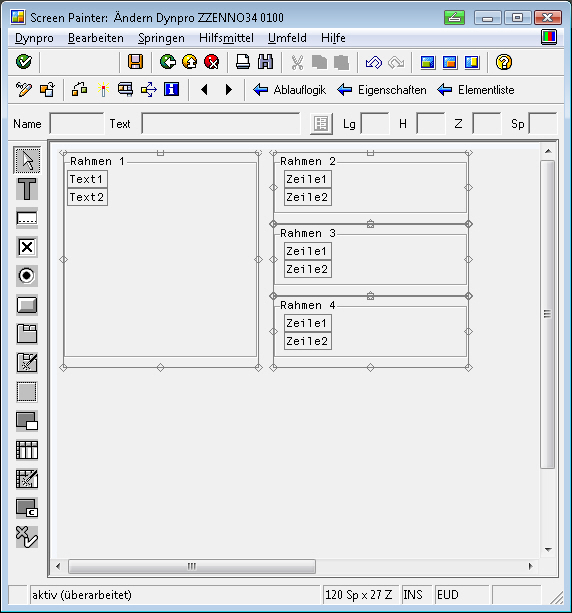 Screen Painter: Ändern Dynpro ZZENNO34 0100
Dynpro Bearbeiten Springen Hilfsmittel Umfeld Hilfe
Ablauflogik Eigenschaften Elementliste
Name Text Lg H Z Sp
Rahmen 1
Text1
Text2
Rahmen 2
Zeile1
Zeile2
Rahmen 3
Zeile1
Zeile2
Rahmen 4
Zeile1
Zeile2
aktiv (überarbeitet) 120 Sp x 27 Z INS EUD